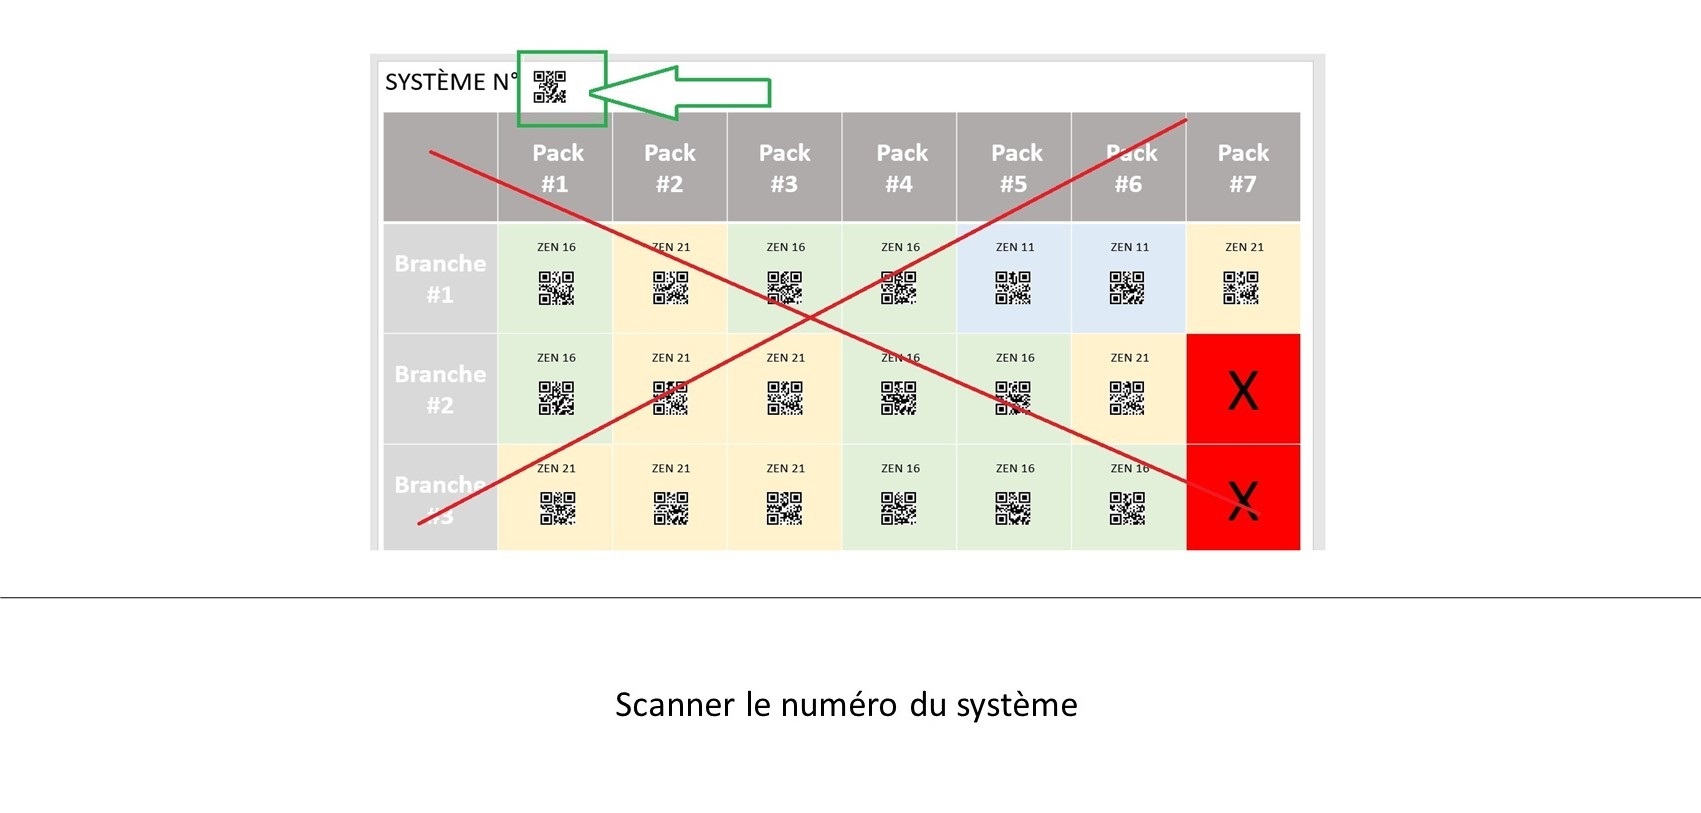 SYSTÈME N°
Pack #1 Pack #2 Pack #3 Pack #4 Pack #5 Pack #6 Pack #7
Branche #1 ZEN 16 ZEN 21 ZEN 16 ZEN 16 ZEN 11 ZEN 11 ZEN 21
Branche #2 ZEN 16 ZEN 21 ZEN 21 ZEN 16 ZEN 16 ZEN 21 X
Branche #3 ZEN 21 ZEN 21 ZEN 21 ZEN 16 ZEN 16 ZEN 16 X
Scanner le numéro du système